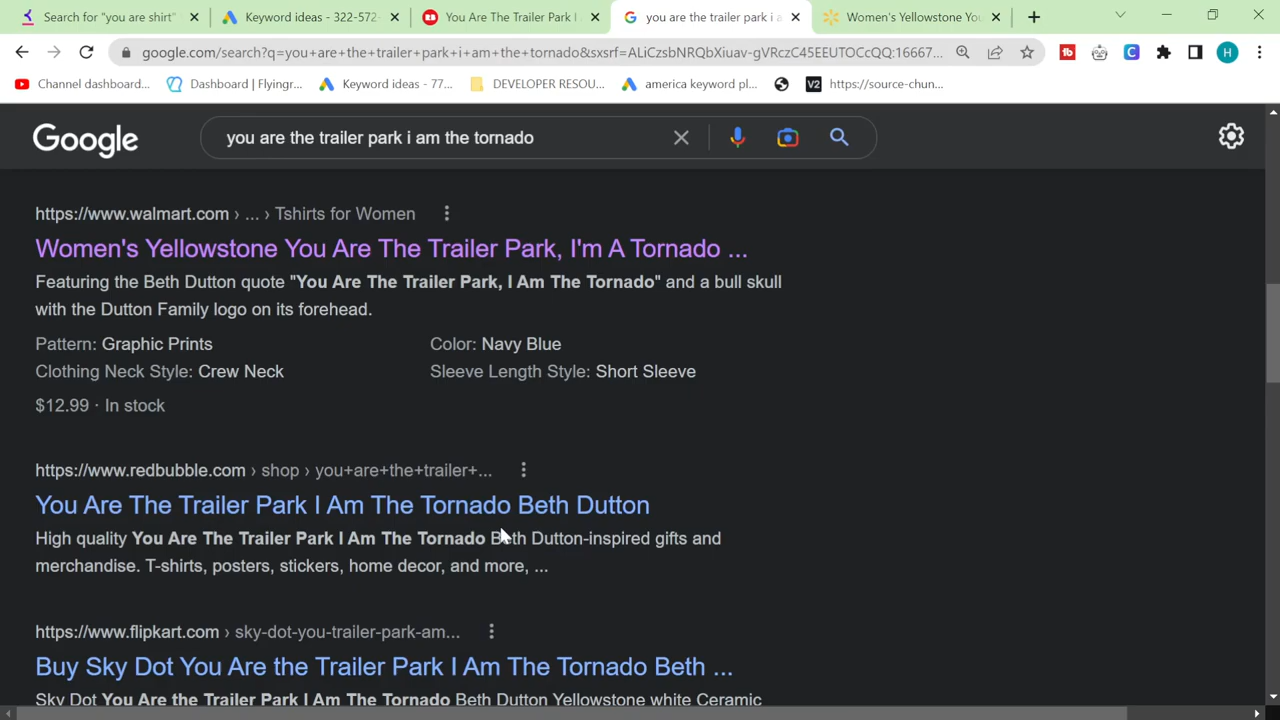 Search for "you are shirt"
Keyword ideas - 322-572-
You Are The Trailer Park I
you are the trailer park i a
Women's Yellowstone You
google.com/search?q=you+are+the+trailer+park+i+am+the+tornado&sxsrf=ALiCzsbNRQbXiuav-gVRczC45EEUTOCcQQ:16667...
Channel dashboard...
Dashboard | Flyingr...
Keyword ideas - 77...
DEVELOPER RESOU...
america keyword pl...
V2
https://source-chun...
Google
you are the trailer park i am the tornado
https://www.walmart.com › ... › Tshirts for Women
Women's Yellowstone You Are The Trailer Park, I'm A Tornado ...
Featuring the Beth Dutton quote "You Are The Trailer Park, I Am The Tornado" and a bull skull
with the Dutton Family logo on its forehead.
Pattern: Graphic Prints
Color: Navy Blue
Clothing Neck Style: Crew Neck
Sleeve Length Style: Short Sleeve
$12.99 · In stock
https://www.redbubble.com › shop › you+are+the+trailer+...
You Are The Trailer Park I Am The Tornado Beth Dutton
High quality You Are The Trailer Park I Am The Tornado Beth Dutton-inspired gifts and
merchandise. T-shirts, posters, stickers, home decor, and more, ...
https://www.flipkart.com › sky-dot-you-trailer-park-am...
Buy Sky Dot You Are the Trailer Park I Am The Tornado Beth ...
Sky Dot You Are the Trailer Park I Am The Tornado Beth Dutton Yellowstone white Ceramic